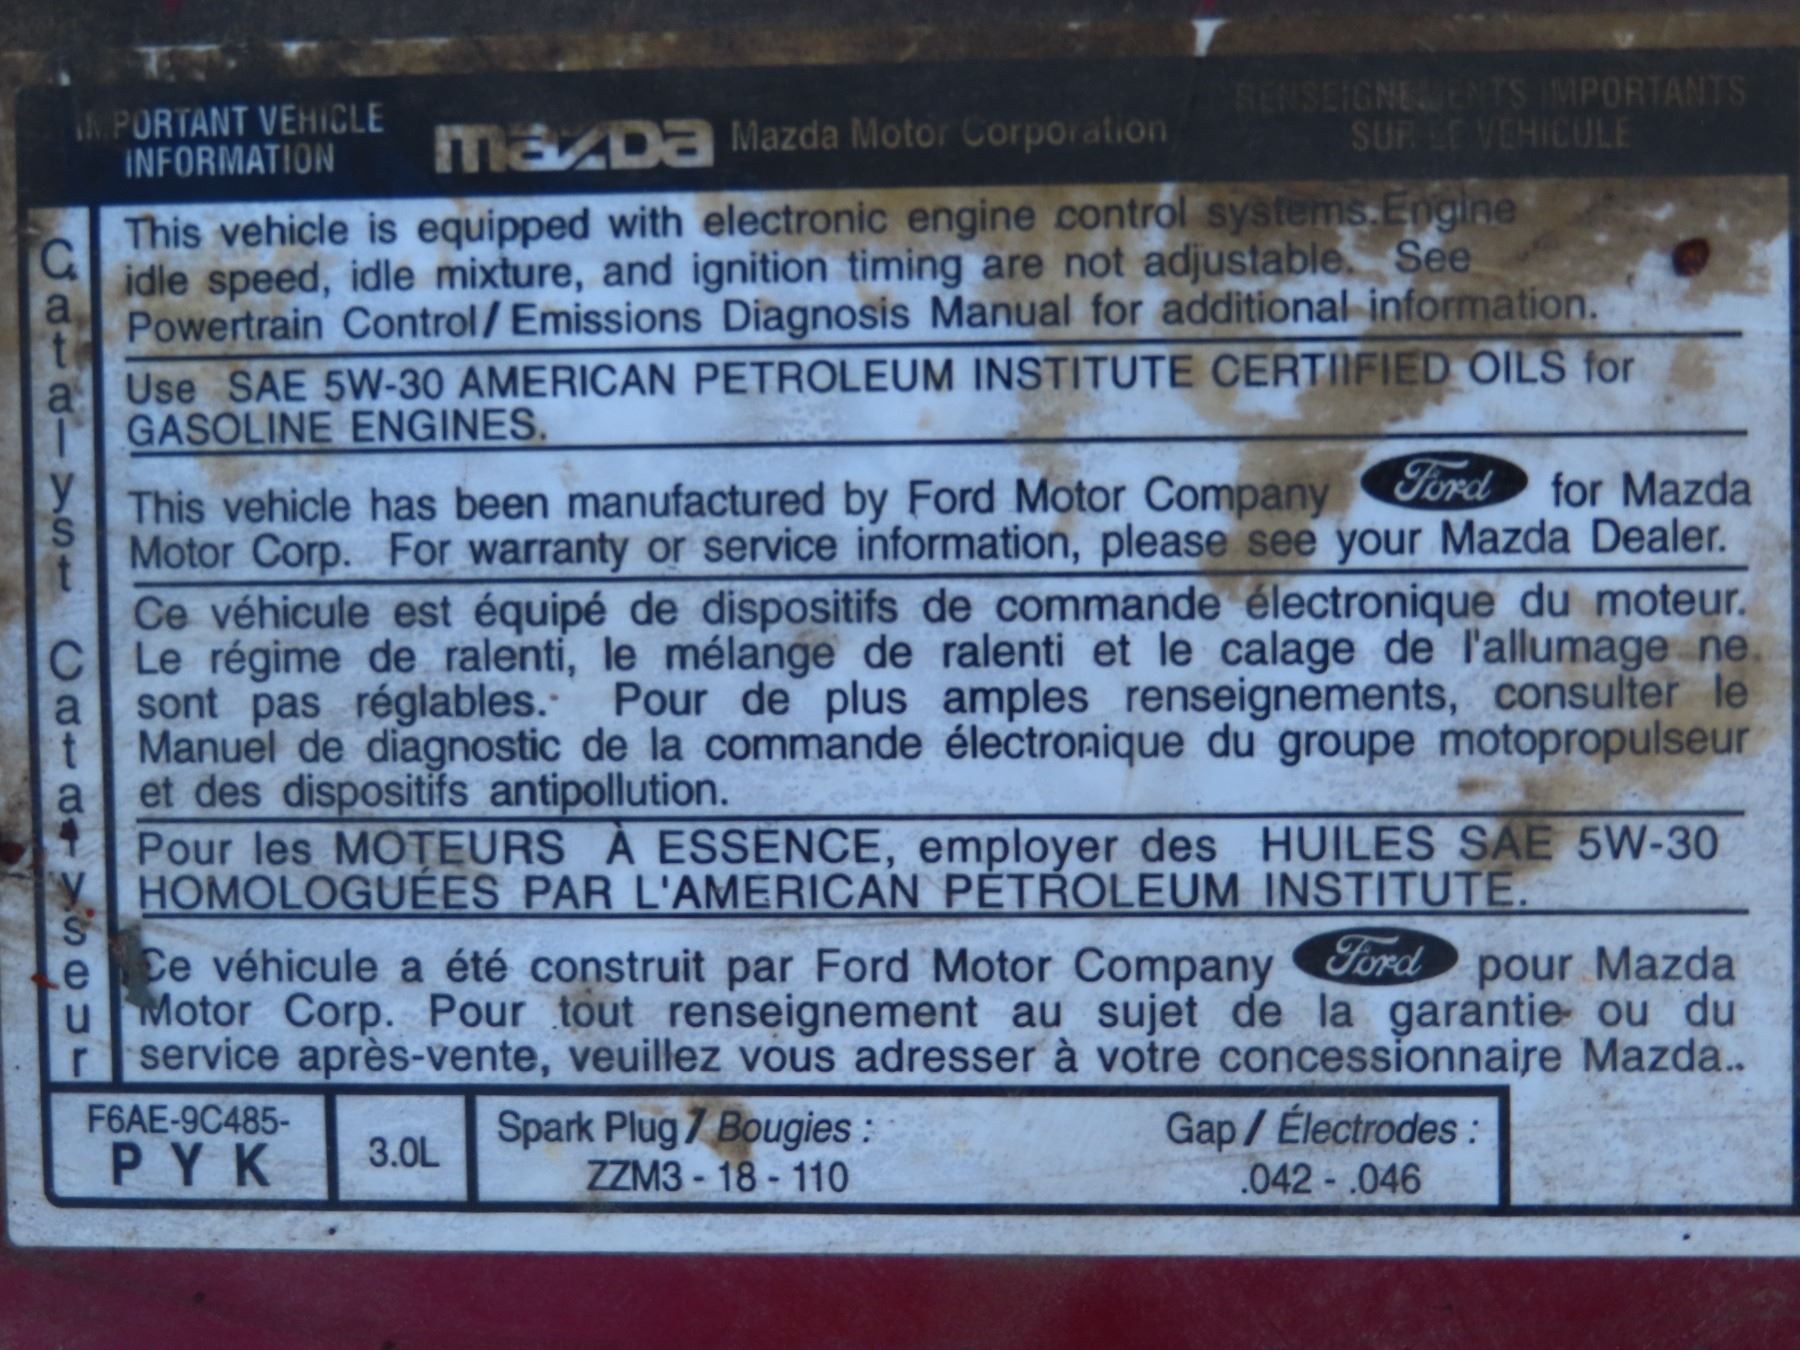 IMPORTANT VEHICLE
INFORMATION
mazda Mazda Motor Corporation
RENSEIGNEMENTS IMPORTANTS
SUR LE VEHICULE
Catalyst Catalyseur
This vehicle is equipped with electronic engine control systems.Engine
idle speed, idle mixture, and ignition timing are not adjustable. See
Powertrain Control/Emissions Diagnosis Manual for additional information.
Use SAE 5W-30 AMERICAN PETROLEUM INSTITUTE CERTIIFIED OILS for
GASOLINE ENGINES.
This vehicle has been manufactured by Ford Motor Company Ford for Mazda
Motor Corp. For warranty or service information, please see your Mazda Dealer.
Ce véhicule est équipé de dispositifs de commande électronique du moteur.
Le régime de ralenti, le mélange de ralenti et le calage de l'allumage ne
sont pas réglables. Pour de plus amples renseignements, consulter le
Manuel de diagnostic de la commande électronique du groupe motopropulseur
et des dispositifs antipollution.
Pour les MOTEURS À ESSENCE, employer des HUILES SAE 5W-30
HOMOLOGUÉES PAR L'AMERICAN PETROLEUM INSTITUTE.
Ce véhicule a été construit par Ford Motor Company Ford pour Mazda
Motor Corp. Pour tout renseignement au sujet de la garantie ou du
service après-vente, veuillez vous adresser à votre concessionnaire Mazda..
F6AE-9C485-
PYK
3.0L
Spark Plug / Bougies :
ZZM3 - 18 - 110
Gap / Électrodes :
.042 - .046